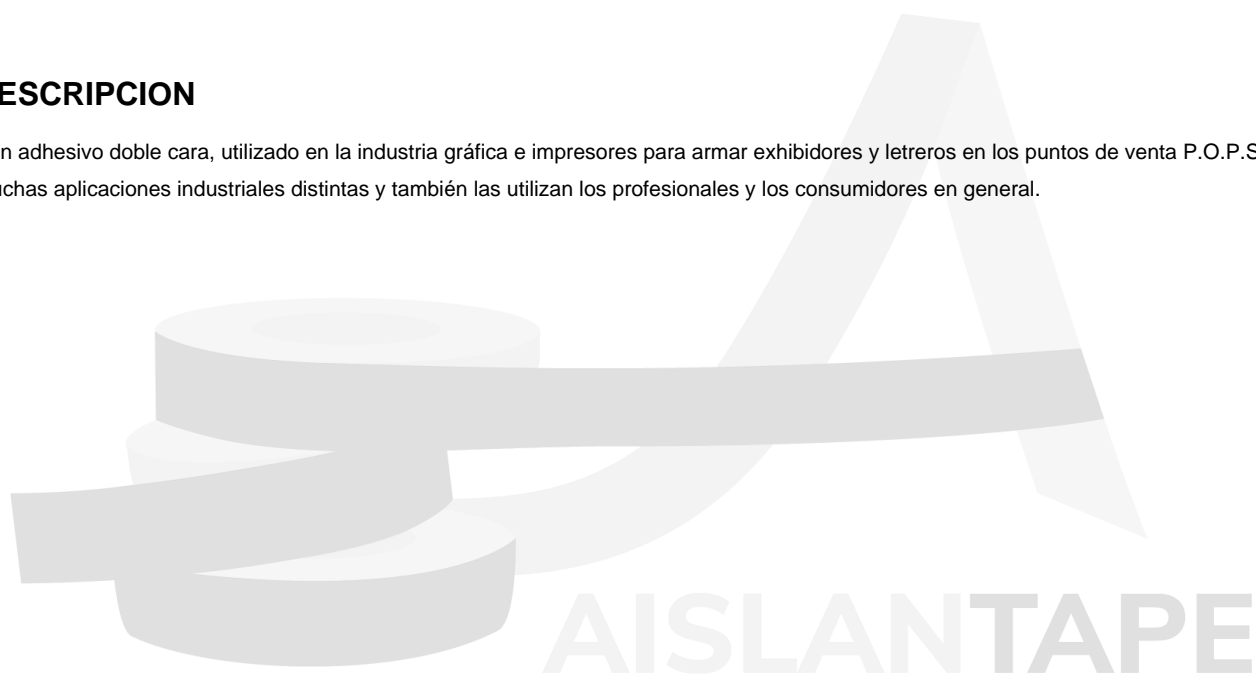 ESCRIPCION
n adhesivo doble cara, utilizado en la industria gráfica e impresores para armar exhibidores y letreros en los puntos de venta P.O.P.S
chas aplicaciones industriales distintas y también las utilizan los profesionales y los consumidores en general.
AISLANTAPE